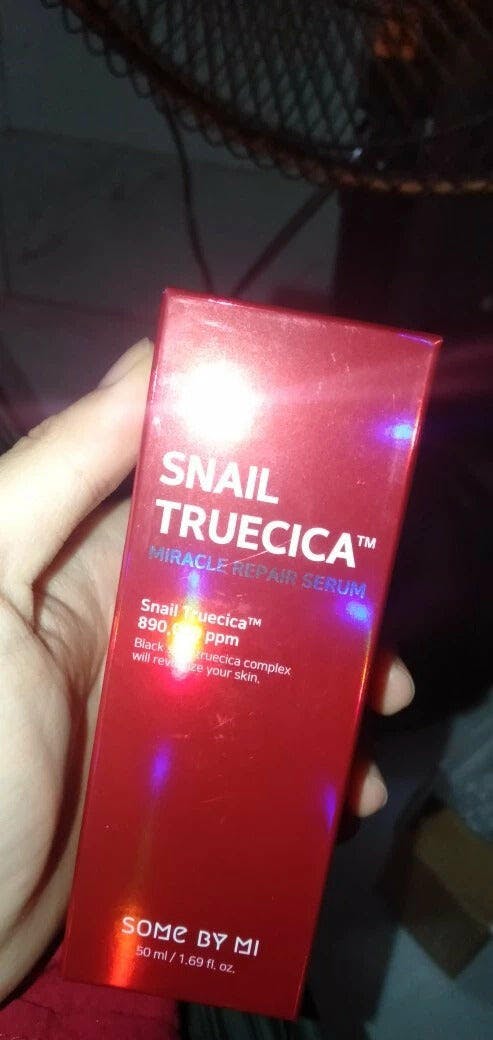 SNAIL
TRUECICA™
MIRACLE REPAIR SERUM
Snail Truecica™
ppm
Black truecica complex
will your skin.
SOME BY MI
50 ml / 1.69 fl. oz.